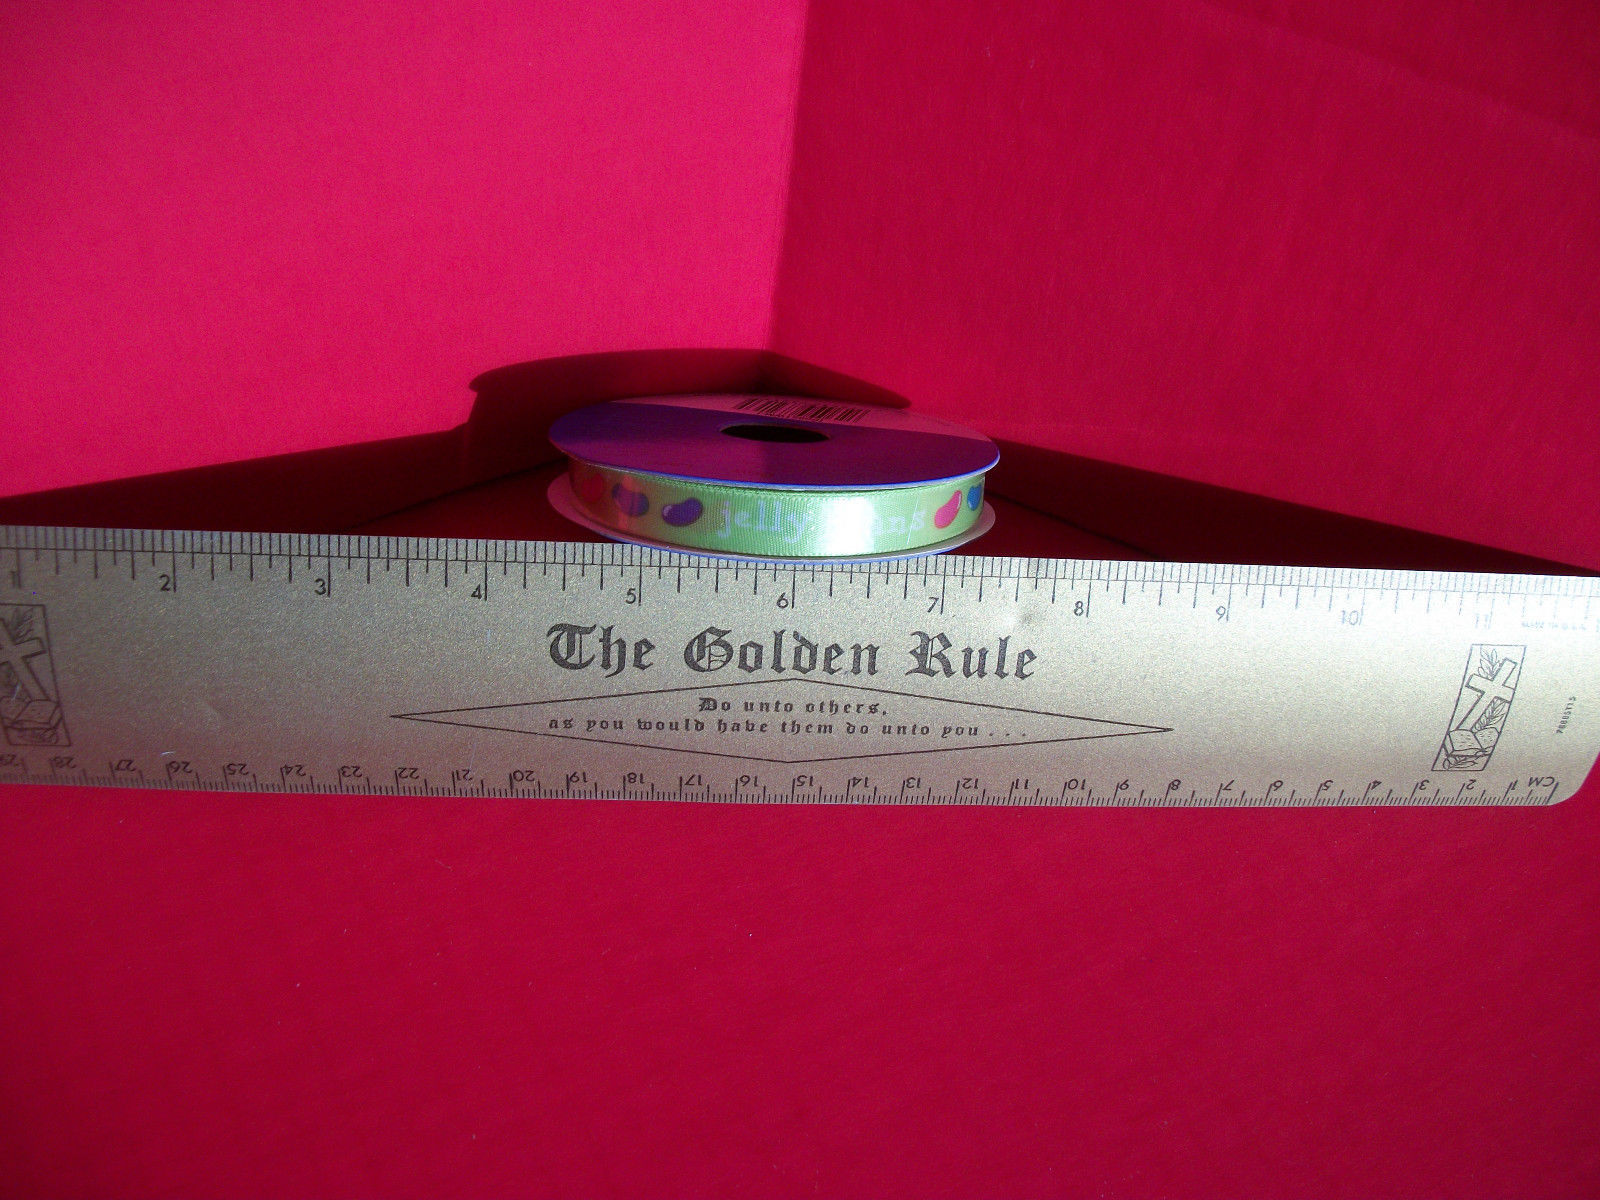 jelly
1 2 3 4 5 6 7 8 9 10 11
The Golden Rule
Do unto others,
as you would have them do unto you . . .
29 28 27 26 25 24 23 22 21 20 19 18 17 16 15 14 13 12 11 10 9 8 7 6 5 4 3 2 1 CM